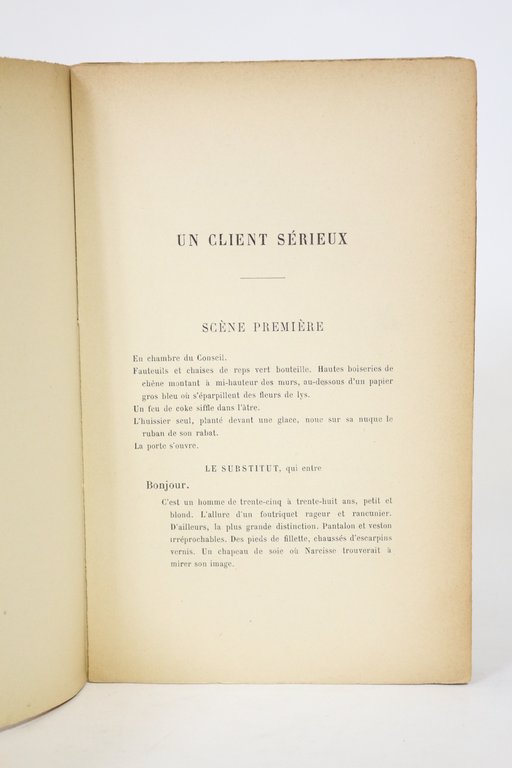 UN CLIENT SÉRIEUX
SCÈNE PREMIÈRE
En chambre du Conseil.
Fauteuils et chaises de reps vert bouteille. Hautes boiseries de
chêne montant à mi-hauteur des murs, au-dessous d'un papier
gros bleu où s'éparpillent des fleurs de lys.
Un feu de coke siffle dans l'âtre.
L'huissier seul, planté devant une glace, noue sur sa nuque le
ruban de son rabat.
La porte s'ouvre.
LE SUBSTITUT, qui entre
Bonjour.
C'est un homme de trente-cinq à trente-huit ans, petit et
blond. L'allure d'un foutriquet rageur et rancunier.
D'ailleurs, la plus grande distinction. Pantalon et veston
irréprochables. Des pieds de fillette, chaussés d'escarpins
vernis. Un chapeau de soie où Narcisse trouverait à
mirer son image.